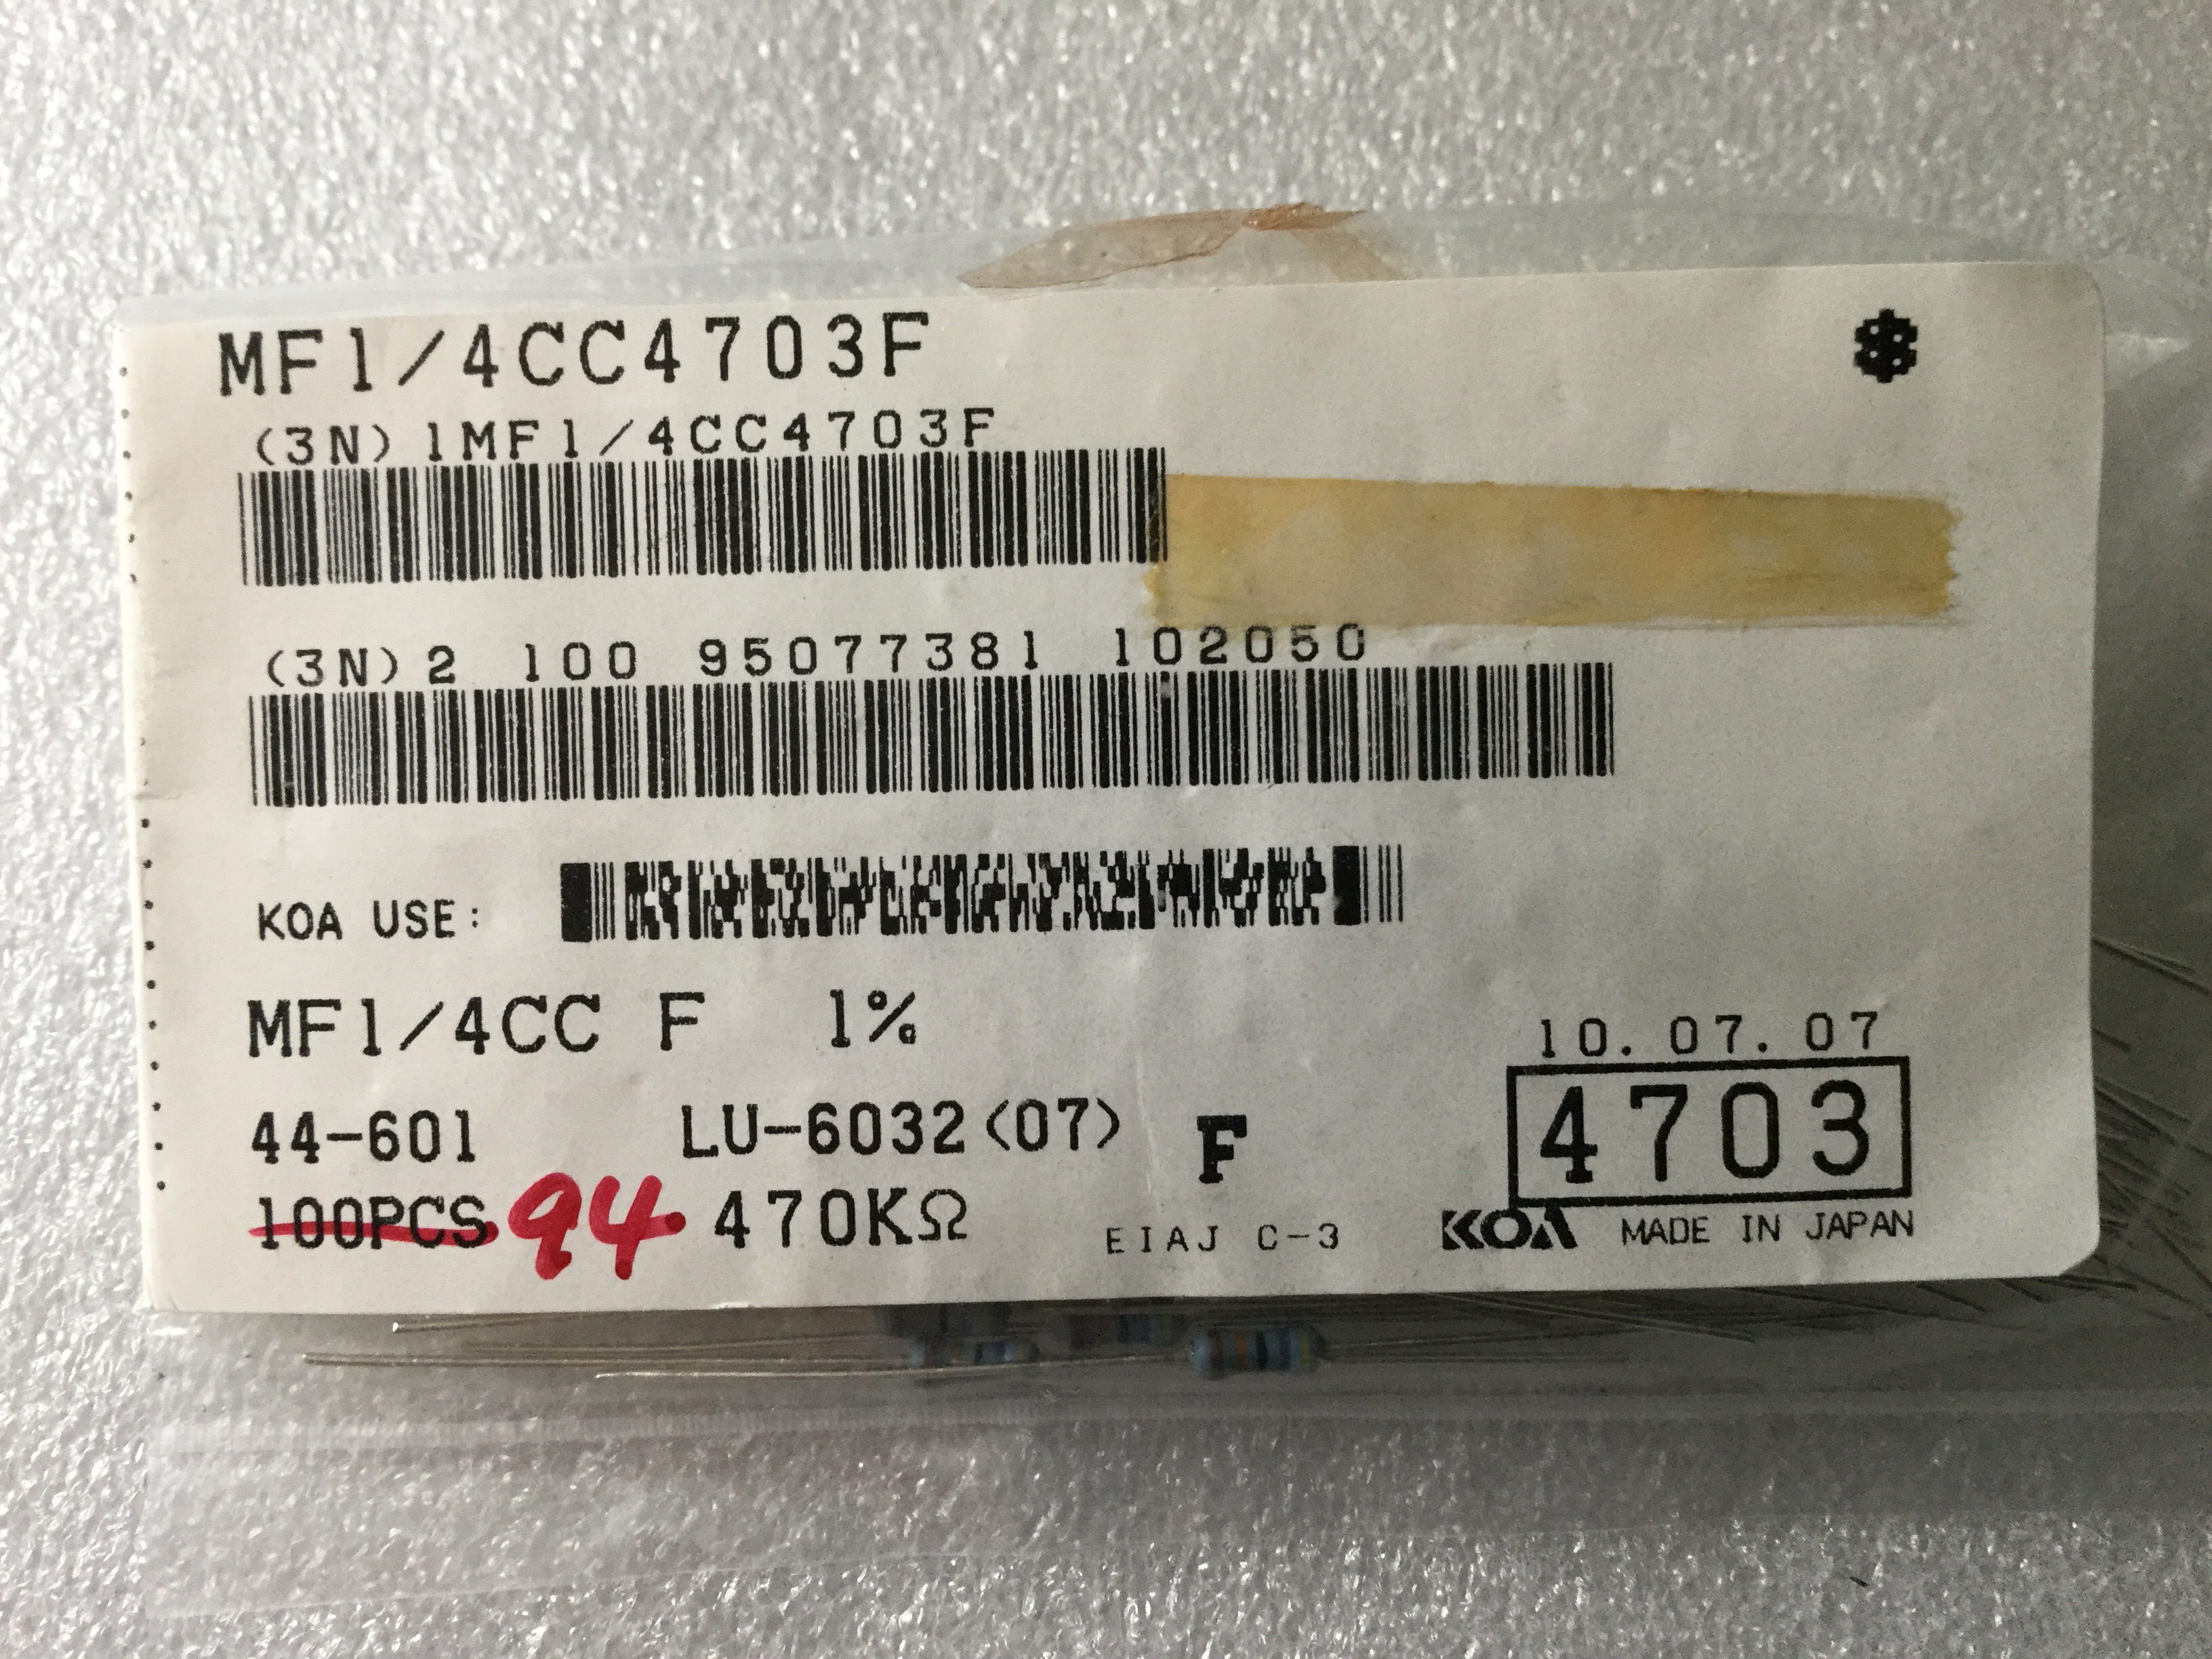 MF1/4CC4703F
(3N)1MF1/4CC4703F
(3N)2 100 95077381 102050
KOA USE:
MF1/4CC F 1%
10.07.07
44-601 LU-6032(07) F 4703
100PCS 94. 470KΩ EIAJ C-3 KOA MADE IN JAPAN